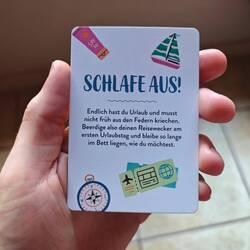 SCHLAFE AUS!
Endlich hast du Urlaub und musst
nicht früh aus den Federn kriechen.
Beerdige also deinen Reisewecker am
ersten Urlaubstag und bleibe so lange
im Bett liegen, wie du möchtest.